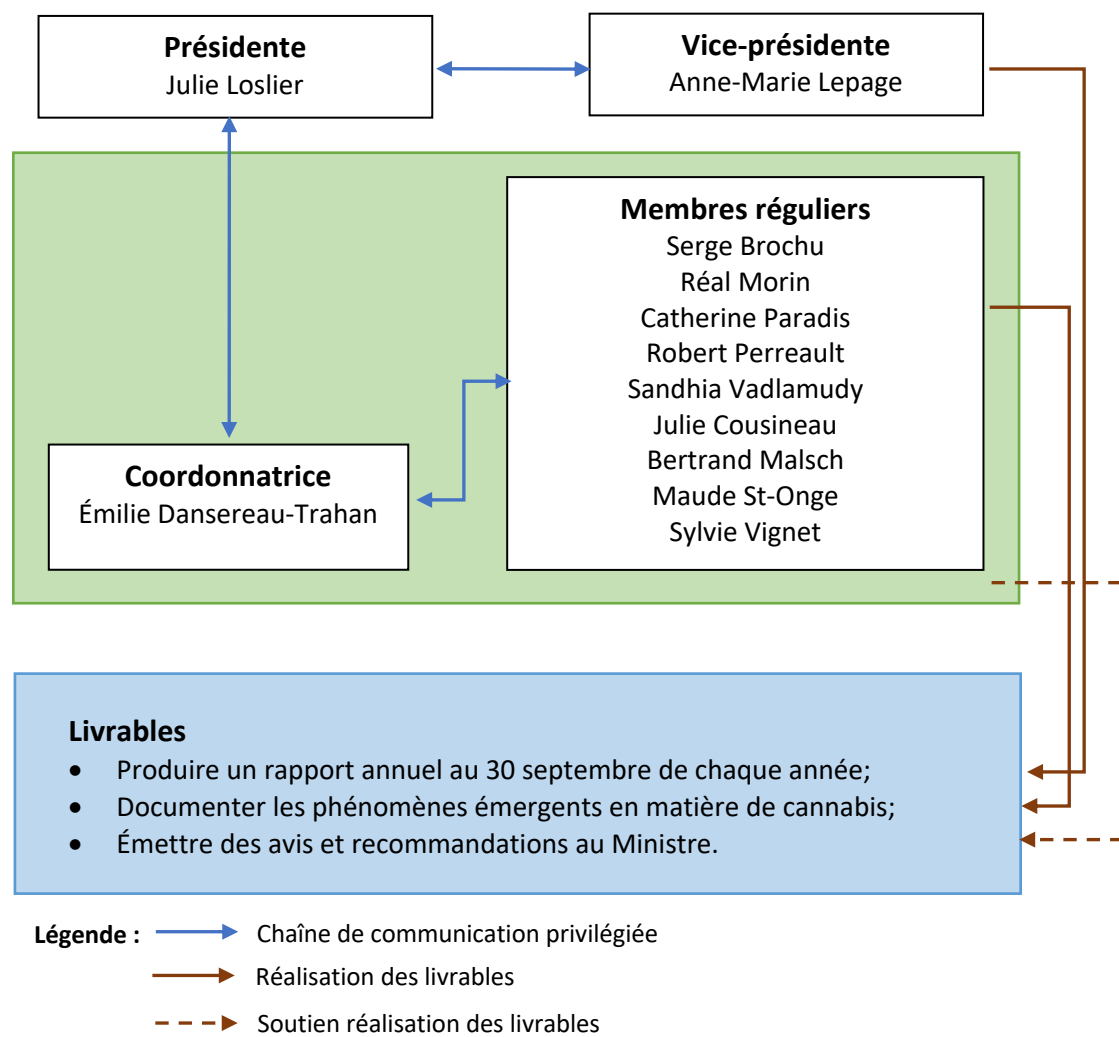 Présidente
Julie Loslier
Vice-présidente
Anne-Marie Lepage
Membres réguliers
Serge Brochu
Réal Morin
Catherine Paradis
Robert Perreault
Sandhia Vadlamudy
Julie Cousineau
Bertrand Malsch
Maude St-Onge
Sylvie Vignet
Coordonnatrice
Émilie Dansereau-Trahan
Livrables
• Produire un rapport annuel au 30 septembre de chaque année;
• Documenter les phénomènes émergents en matière de cannabis;
• Émettre des avis et recommandations au Ministre.
Légende : Chaîne de communication privilégiée
Réalisation des livrables
Soutien réalisation des livrables